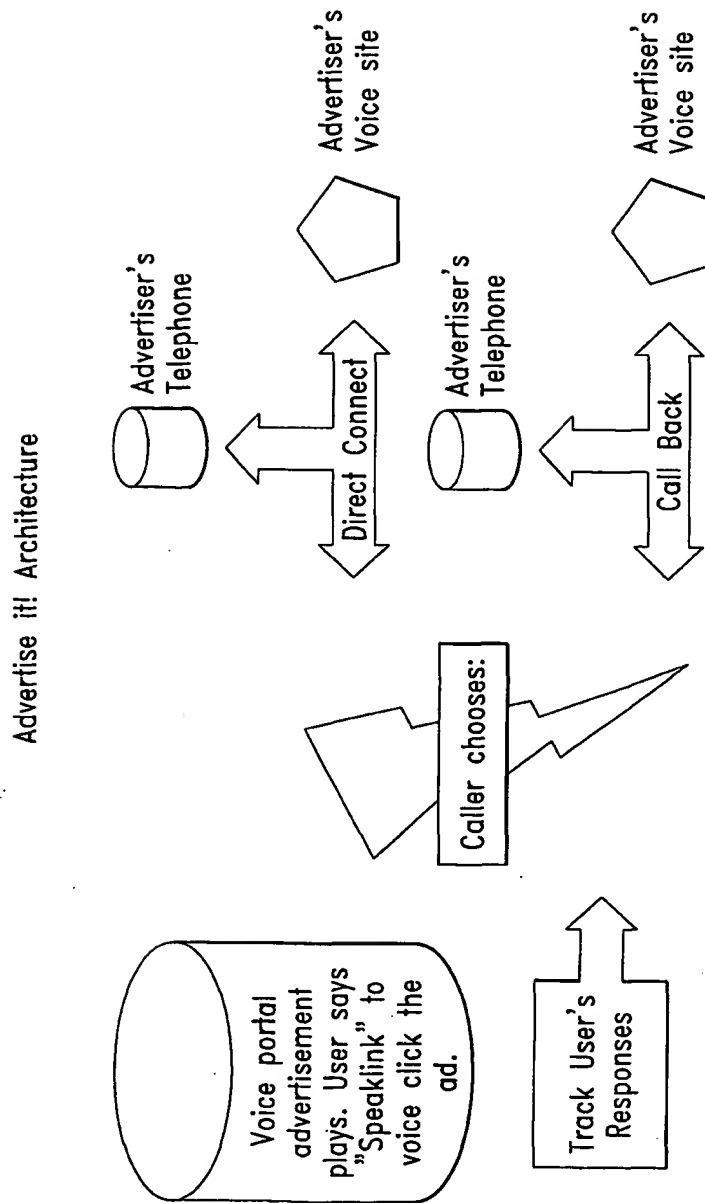 Advertise it! Architecture
Voice portal
advertisement
plays. User says
"Speaklink" to
voice click the
ad.
Track User's
Responses
Caller chooses:
Direct Connect
Advertiser's
Telephone
Advertiser's
Voice site
Call Back
Advertiser's
Telephone
Advertiser's
Voice site